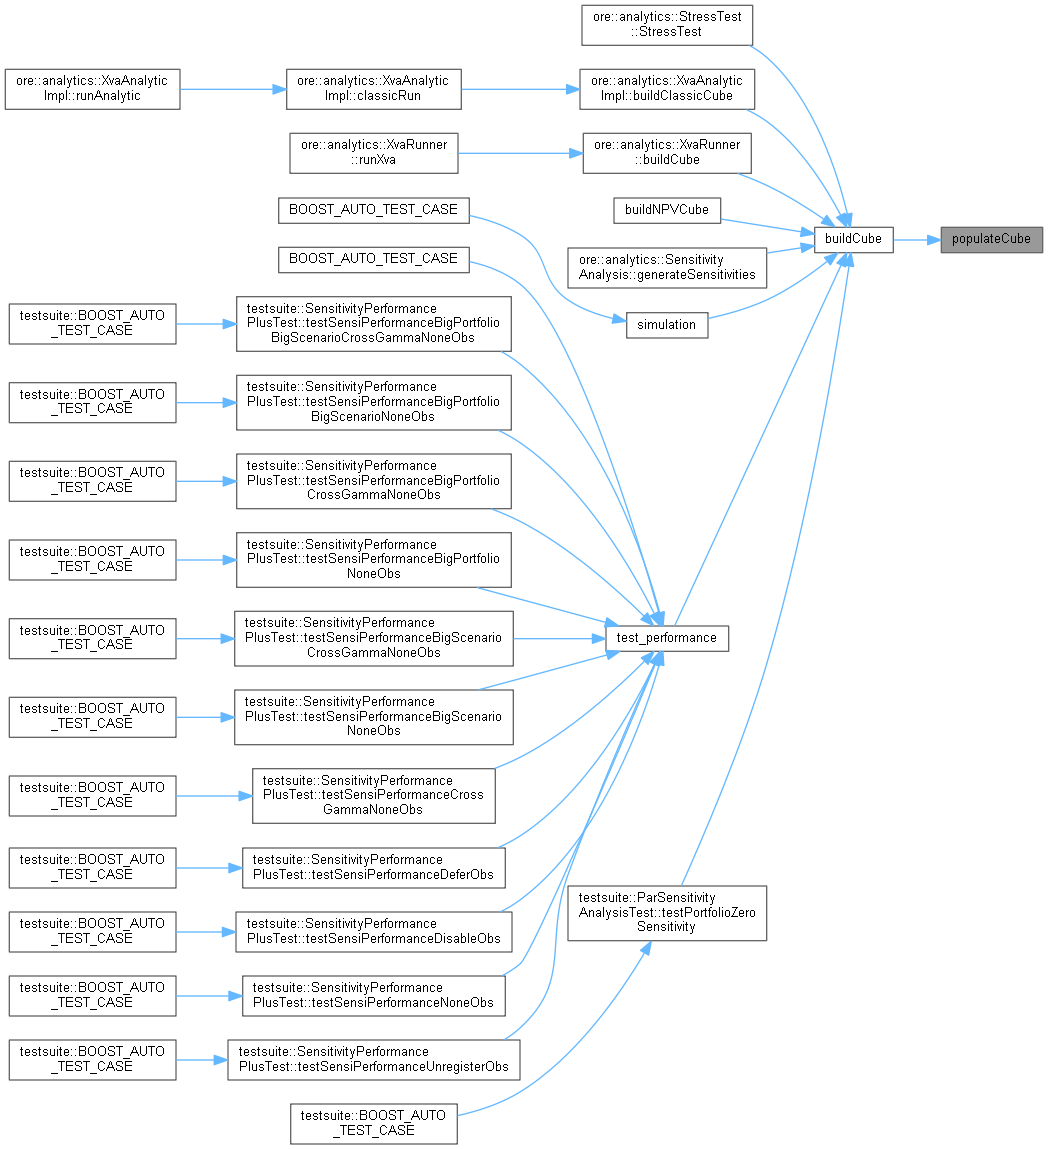 ore::analytics::StressTest
::StressTest
ore::analytics::XvaAnalytic
Impl::runAnalytic
ore::analytics::XvaAnalytic
Impl::classicRun
ore::analytics::XvaAnalytic
Impl::buildClassicCube
ore::analytics::XvaRunner
::runXva
ore::analytics::XvaRunner
::buildCube
BOOST_AUTO_TEST_CASE
buildNPVCube
buildCube
populateCube
BOOST_AUTO_TEST_CASE
ore::analytics::Sensitivity
Analysis::generateSensitivities
simulation
testsuite::BOOST_AUTO
_TEST_CASE
testsuite::SensitivityPerformance
PlusTest::testSensiPerformanceBigPortfolio
BigScenarioCrossGammaNoneObs
testsuite::BOOST_AUTO
_TEST_CASE
testsuite::SensitivityPerformance
PlusTest::testSensiPerformanceBigPortfolio
BigScenarioNoneObs
testsuite::BOOST_AUTO
_TEST_CASE
testsuite::SensitivityPerformance
PlusTest::testSensiPerformanceBigPortfolio
CrossGammaNoneObs
testsuite::BOOST_AUTO
_TEST_CASE
testsuite::SensitivityPerformance
PlusTest::testSensiPerformanceBigPortfolio
NoneObs
testsuite::BOOST_AUTO
_TEST_CASE
testsuite::SensitivityPerformance
PlusTest::testSensiPerformanceBigScenario
CrossGammaNoneObs
test_performance
testsuite::BOOST_AUTO
_TEST_CASE
testsuite::SensitivityPerformance
PlusTest::testSensiPerformanceBigScenario
NoneObs
testsuite::BOOST_AUTO
_TEST_CASE
testsuite::SensitivityPerformance
PlusTest::testSensiPerformanceCross
GammaNoneObs
testsuite::BOOST_AUTO
_TEST_CASE
testsuite::SensitivityPerformance
PlusTest::testSensiPerformanceDeferObs
testsuite::BOOST_AUTO
_TEST_CASE
testsuite::SensitivityPerformance
PlusTest::testSensiPerformanceDisableObs
testsuite::ParSensitivity
AnalysisTest::testPortfolioZero
Sensitivity
testsuite::BOOST_AUTO
_TEST_CASE
testsuite::SensitivityPerformance
PlusTest::testSensiPerformanceNoneObs
testsuite::BOOST_AUTO
_TEST_CASE
testsuite::SensitivityPerformance
PlusTest::testSensiPerformanceUnregisterObs
testsuite::BOOST_AUTO
_TEST_CASE